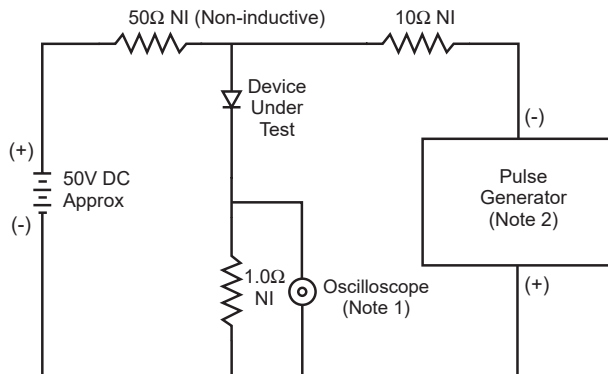 50Ω NI (Non-inductive)
10Ω NI
Device
Under
Test
(-)
(+)
50V DC
Approx
(-)
Pulse
Generator
(Note 2)
1.0Ω
NI
Oscilloscope
(Note 1)
(+)